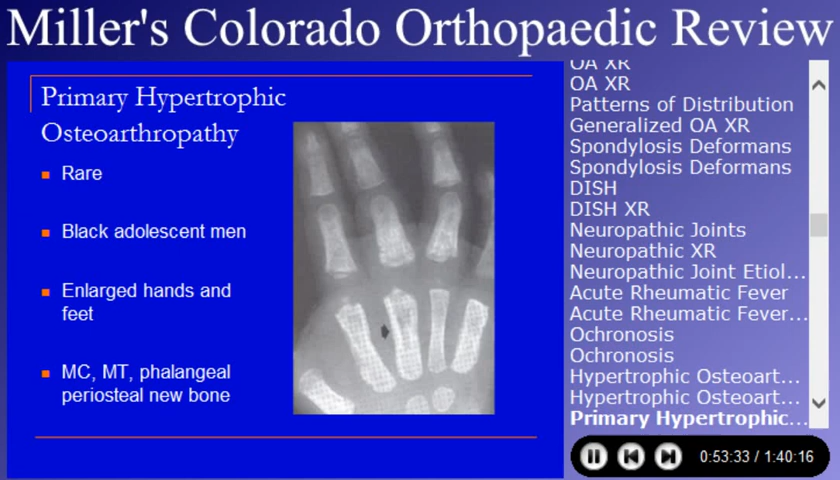 Miller's Colorado Orthopaedic Review
Primary Hypertrophic
Osteoarthropathy
Rare
Black adolescent men
Enlarged hands and
feet
MC, MT, phalangeal
periosteal new bone
OA XR
OA XR
Patterns of Distribution
Generalized OA XR
Spondylosis Deformans
Spondylosis Deformans
DISH
DISH XR
Neuropathic Joints
Neuropathic XR
Neuropathic Joint Etiol...
Acute Rheumatic Fever
Acute Rheumatic Fever...
Ochronosis
Ochronosis
Hypertrophic Osteoart...
Hypertrophic Osteoart...
Primary Hypertrophic...
0:53:33 / 1:40:16